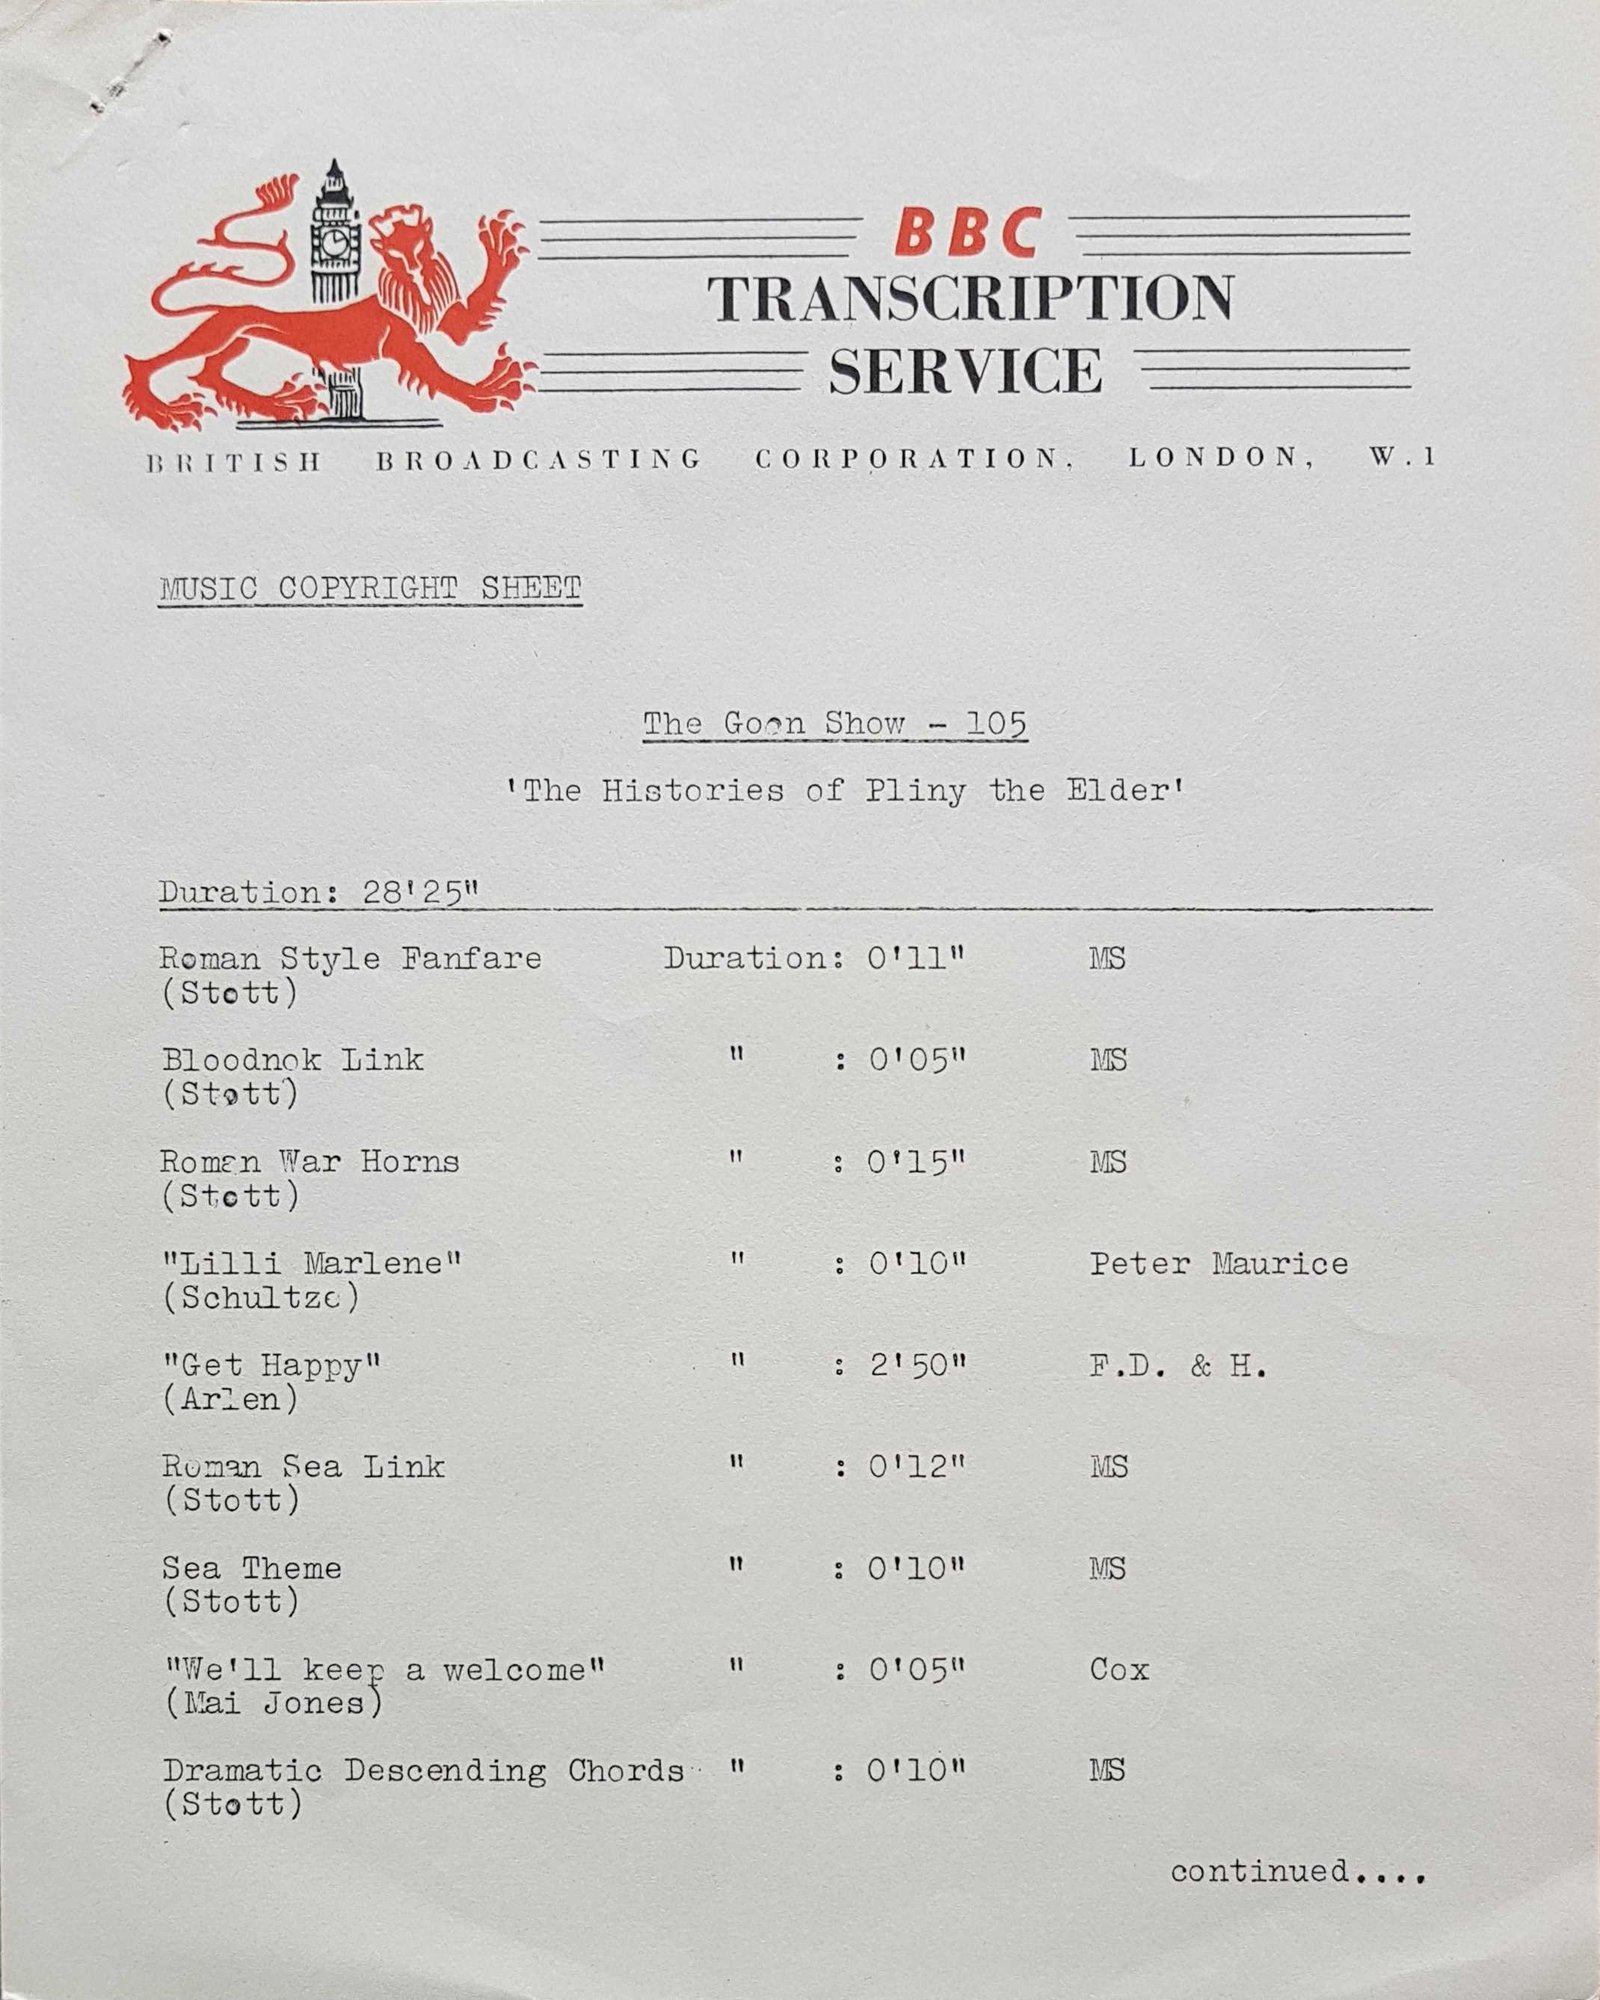 BBC
TRANSCRIPTION
SERVICE
BRITISH BROADCASTING CORPORATION, LONDON, W.1
MUSIC COPYRIGHT SHEET
The Goon Show - 105
'The Histories of Pliny the Elder'
Duration: 28'25"
Roman Style Fanfare Duration: 0'11" MS
(Stott)
Bloodnok Link " : 0'05" MS
(Stott)
Roman War Horns " : 0'15" MS
(Stott)
"Lilli Marlene" " : 0'10" Peter Maurice
(Schultze)
"Get Happy" " : 2'50" F.D. & H.
(Arlen)
Roman Sea Link " : 0'12" MS
(Stott)
Sea Theme " : 0'10" MS
(Stott)
"We'll keep a welcome" " : 0'05" Cox
(Mai Jones)
Dramatic Descending Chords " : 0'10" MS
(Stott)
continued....